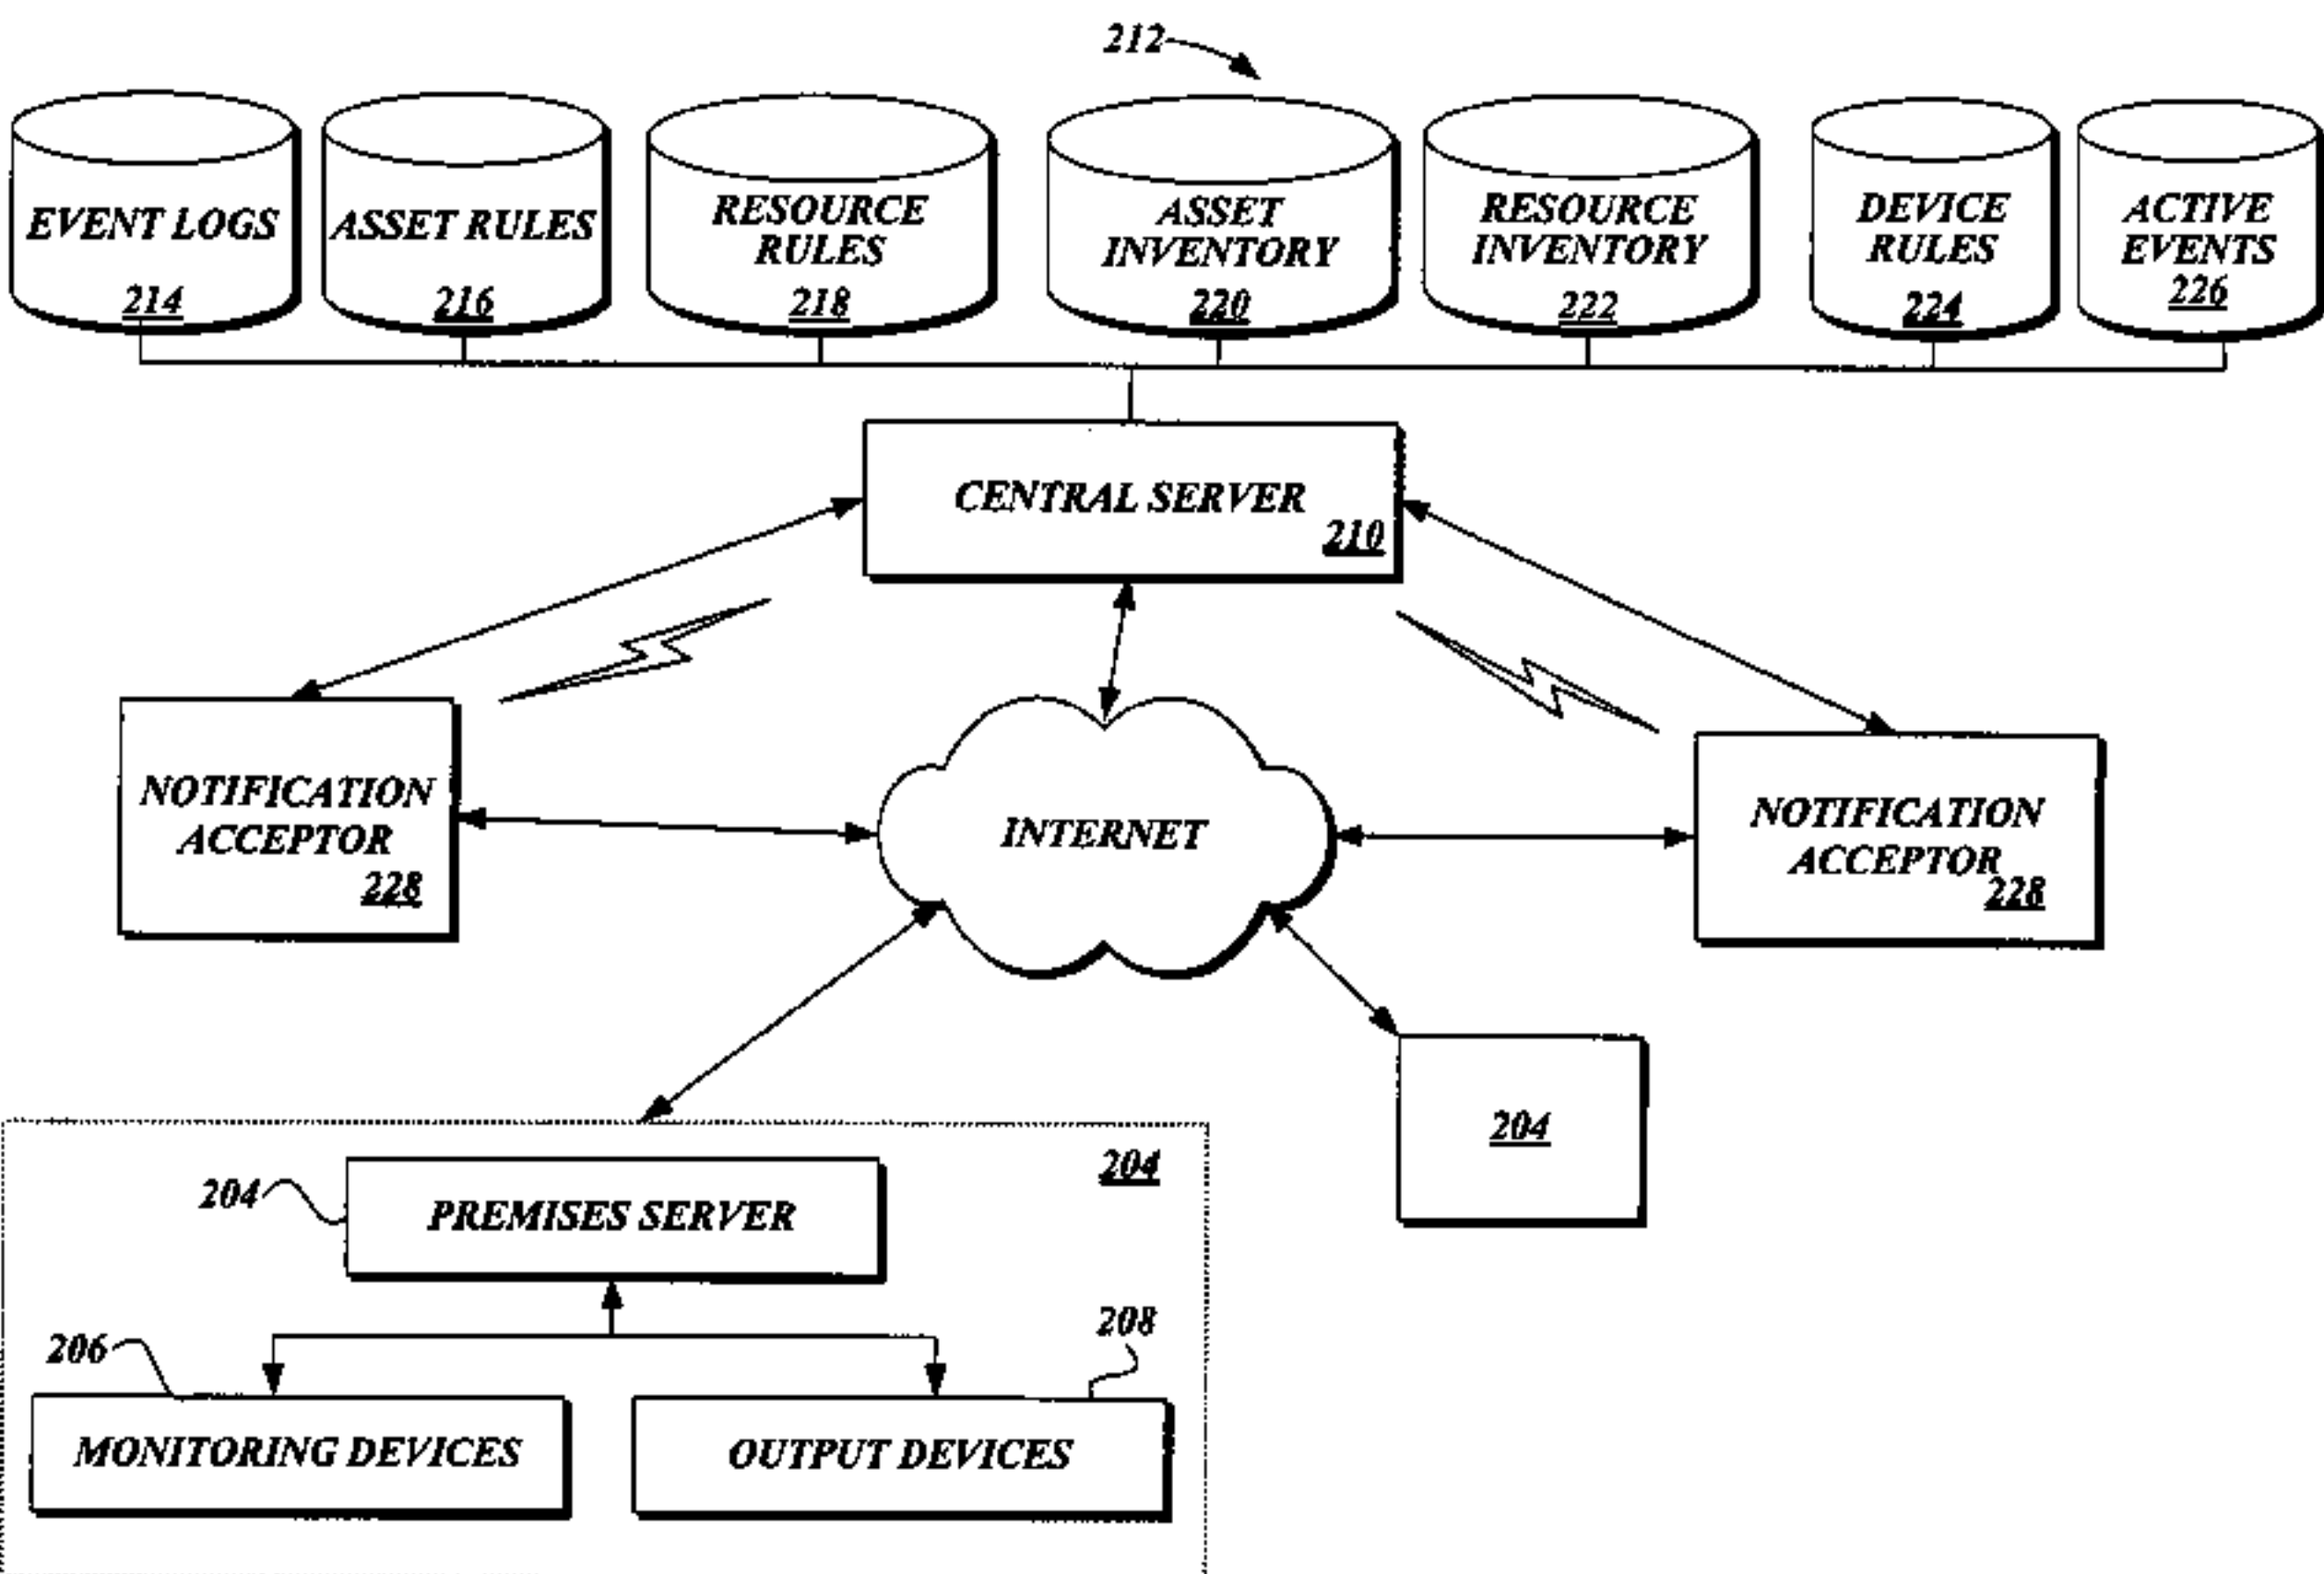 212
EVENT LOGS
214
ASSET RULES
216
RESOURCE
RULES
218
ASSET
INVENTORY
220
RESOURCE
INVENTORY
222
DEVICE
RULES
224
ACTIVE
EVENTS
226
CENTRAL SERVER
210
NOTIFICATION
ACCEPTOR
228
INTERNET
NOTIFICATION
ACCEPTOR
228
204
204
204
PREMISES SERVER
206
208
MONITORING DEVICES
OUTPUT DEVICES